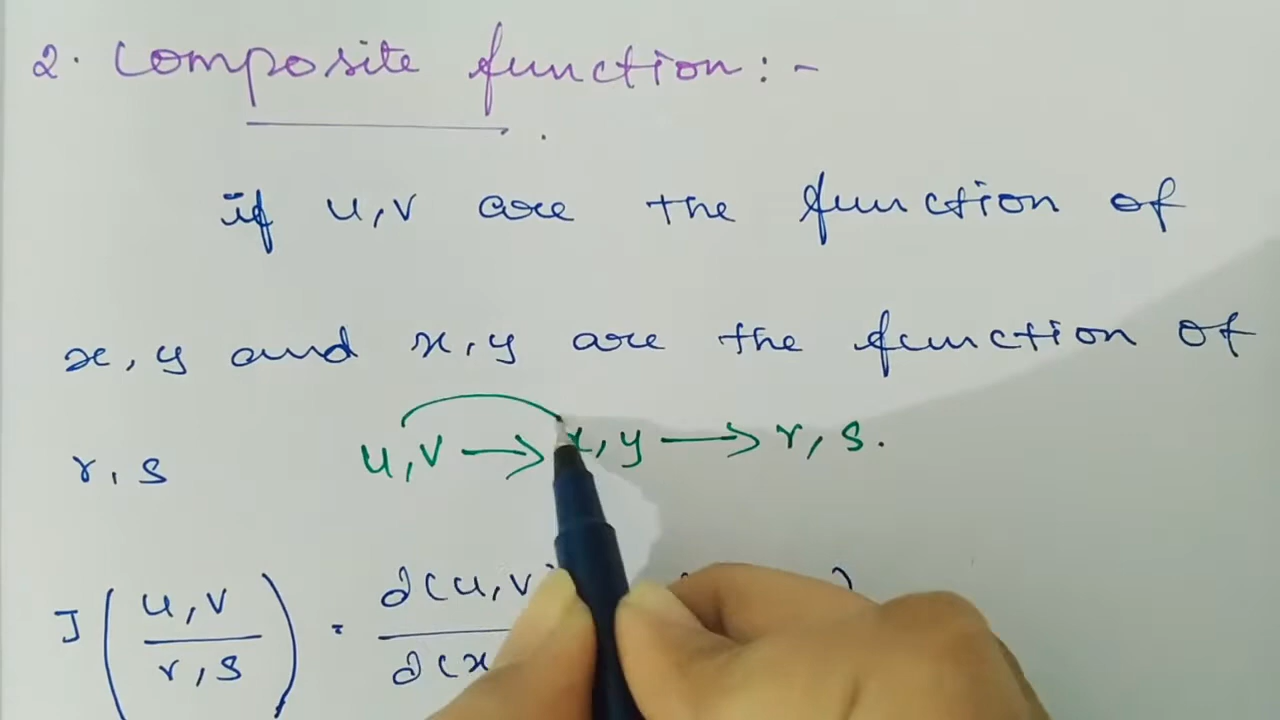 2. Composite function:-
if u,v are the function of
x,y and x,y are the function of
r,s u,v → x,y → r,s.
J(u,v / r,s) = ∂(u,v) / ∂(x